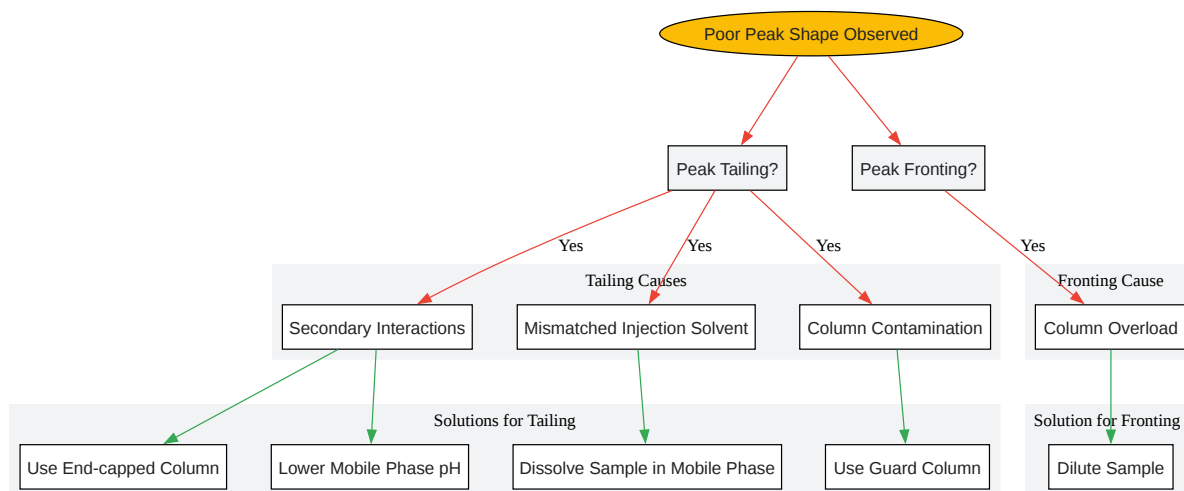 Poor Peak Shape Observed
Peak Tailing?
Peak Fronting?
Yes
Yes
Yes
Yes
Tailing Causes
Fronting Cause
Secondary Interactions
Mismatched Injection Solvent
Column Contamination
Column Overload
Solutions for Tailing
Solution for Fronting
Use End-capped Column
Lower Mobile Phase pH
Dissolve Sample in Mobile Phase
Use Guard Column
Dilute Sample